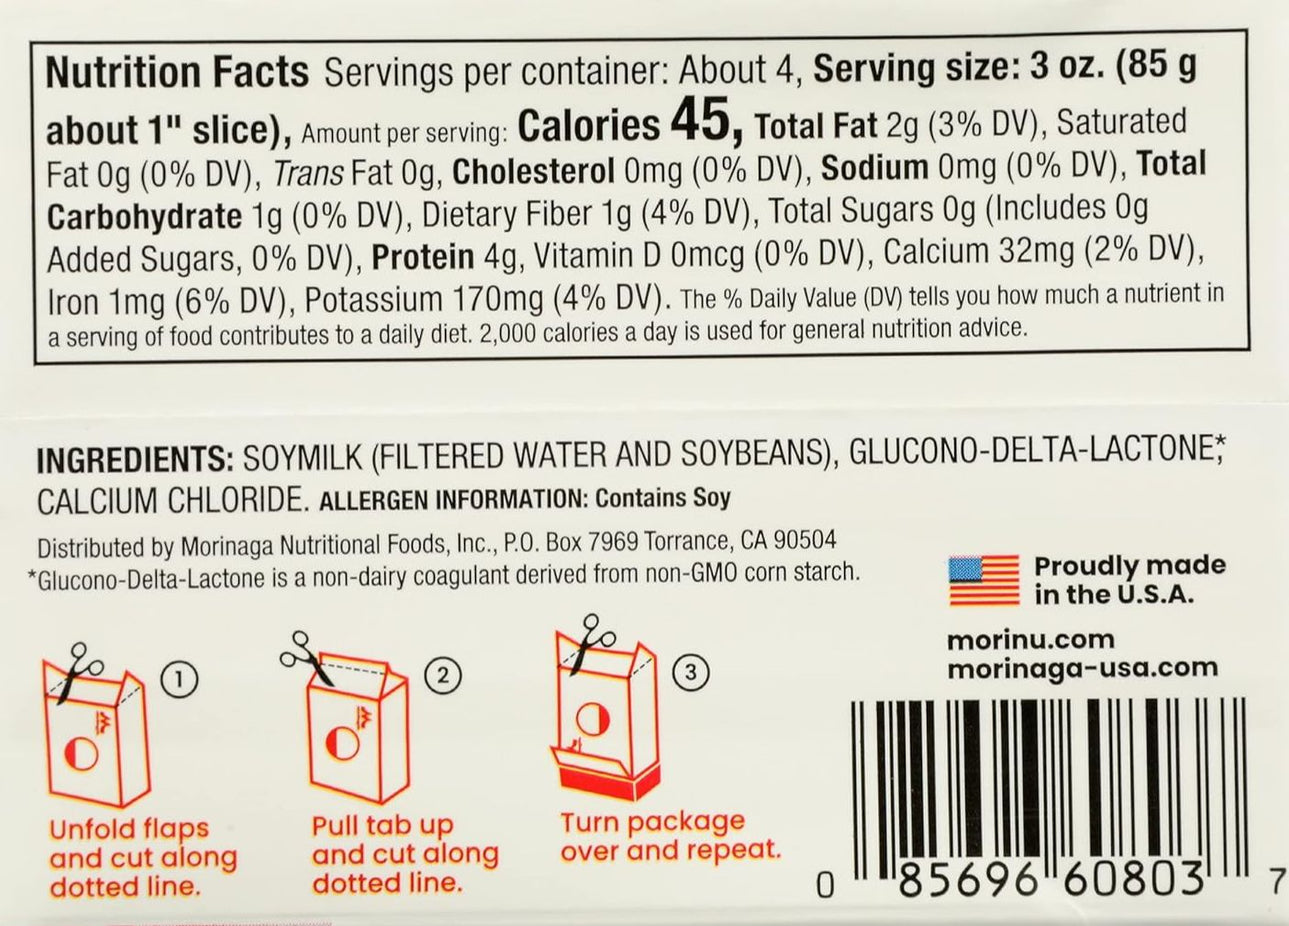 Nutrition Facts Servings per container: About 4, Serving size: 3 oz. (85 g
about 1" slice), Amount per serving: Calories 45, Total Fat 2g (3% DV), Saturated
Fat 0g (0% DV), Trans Fat 0g, Cholesterol 0mg (0% DV), Sodium 0mg (0% DV), Total
Carbohydrate 1g (0% DV), Dietary Fiber 1g (4% DV), Total Sugars 0g (Includes 0g
Added Sugars, 0% DV), Protein 4g, Vitamin D 0mcg (0% DV), Calcium 32mg (2% DV),
Iron 1mg (6% DV), Potassium 170mg (4% DV). The % Daily Value (DV) tells you how much a nutrient in
a serving of food contributes to a daily diet. 2,000 calories a day is used for general nutrition advice.
INGREDIENTS: SOYMILK (FILTERED WATER AND SOYBEANS), GLUCONO-DELTA-LACTONE,*
CALCIUM CHLORIDE. ALLERGEN INFORMATION: Contains Soy
Distributed by Morinaga Nutritional Foods, Inc., P.O. Box 7969 Torrance, CA 90504
*Glucono-Delta-Lactone is a non-dairy coagulant derived from non-GMO corn starch.
Proudly made
in the U.S.A.
morinu.com
morinaga-usa.com
1
Unfold flaps
and cut along
dotted line.
2
Pull tab up
and cut along
dotted line.
3
Turn package
over and repeat.
0 85696 60803 7